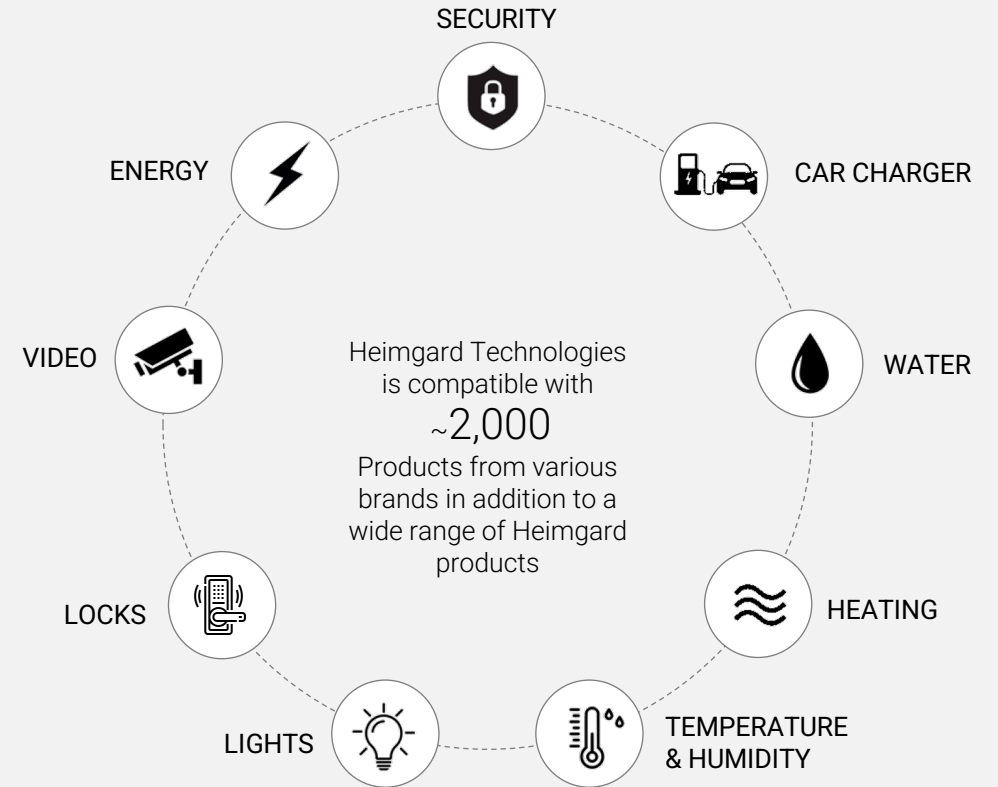 SECURITY
ENERGY
CAR CHARGER
VIDEO
WATER
Heimgard Technologies
is compatible with
~2,000
Products from various
brands in addition to a
wide range of Heimgard
products
LOCKS
HEATING
LIGHTS
TEMPERATURE
& HUMIDITY